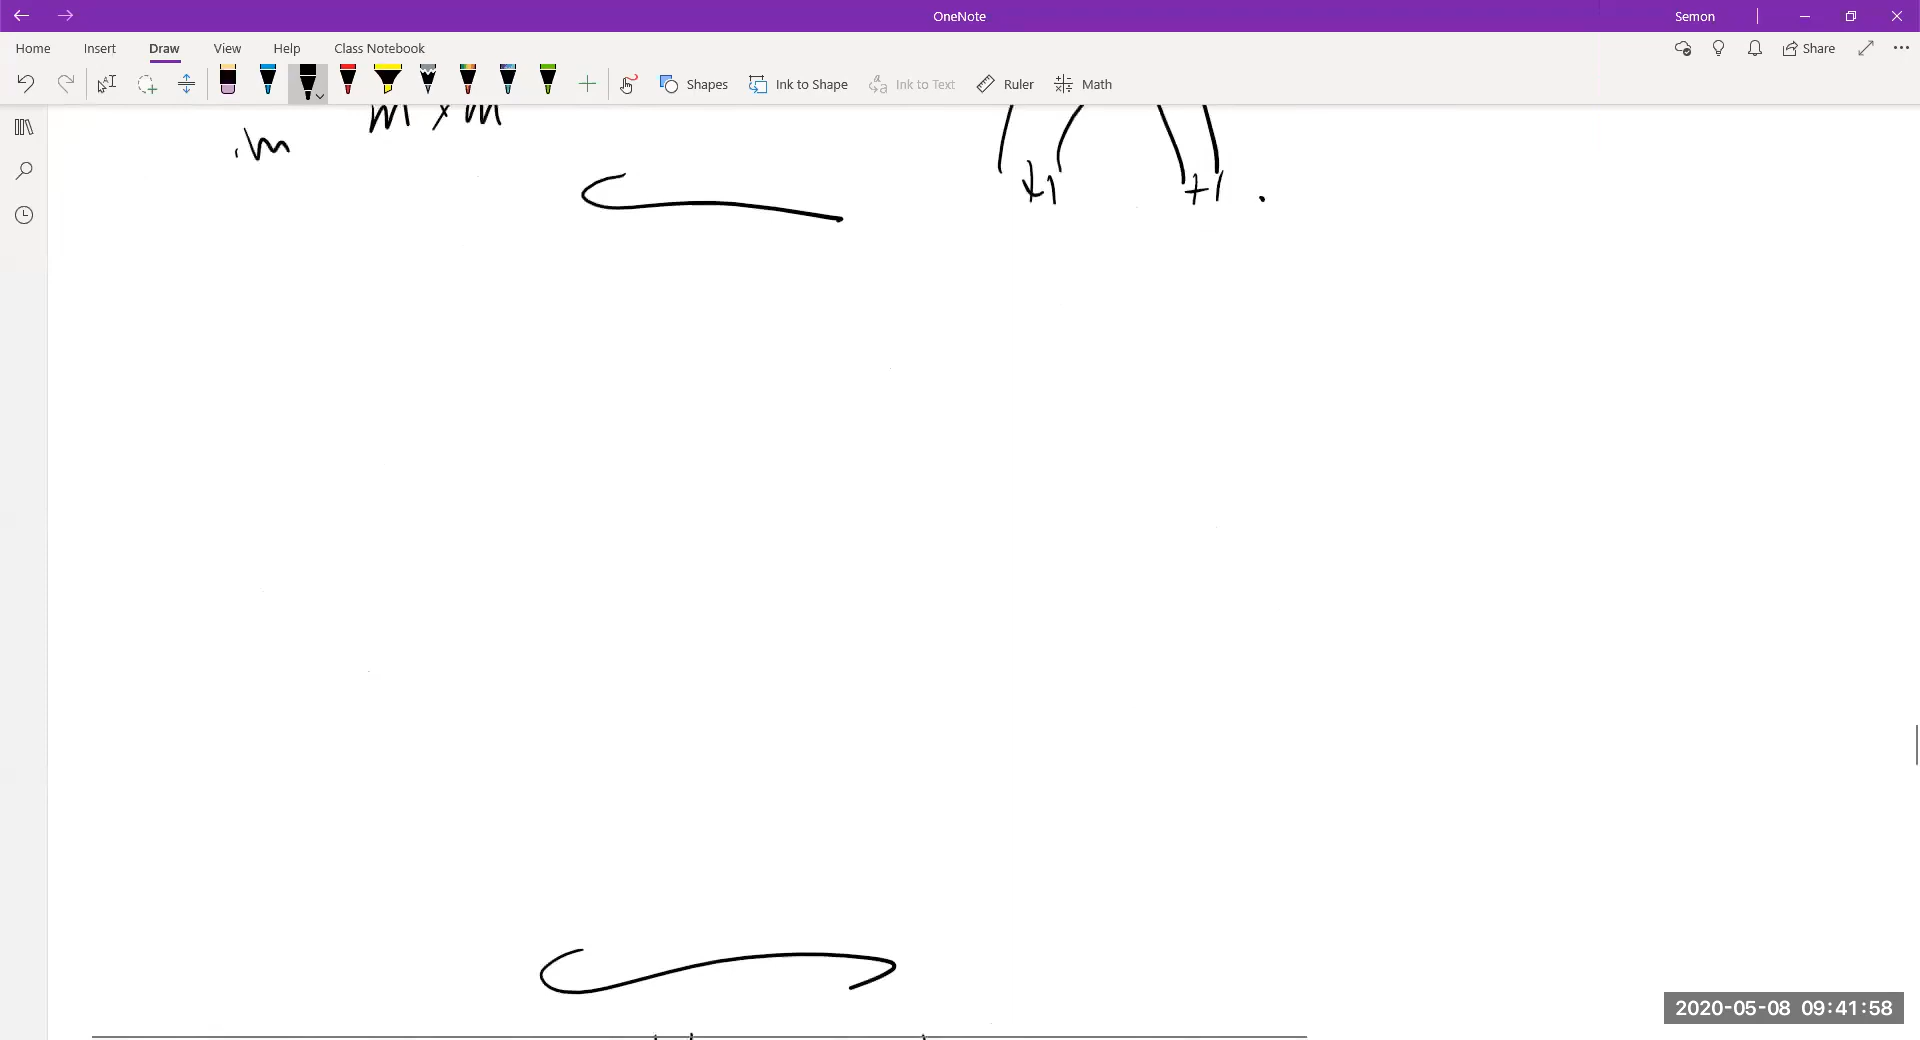 OneNote
Semon
Home Insert Draw View Help Class Notebook Share
Shapes Ink to Shape Ink to Text Ruler Math
m × m
.m
+1 +1 .
2020-05-08 09:41:58